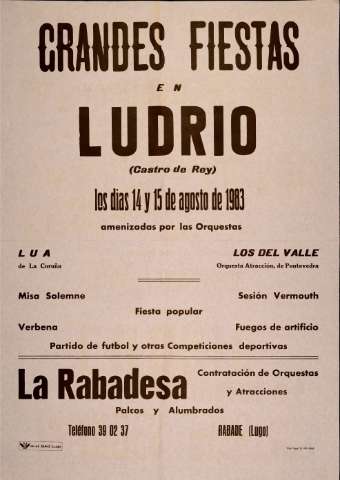 GRANDES FIESTAS
EN
LUDRIO
(Castro de Rey)
los dias 14 y 15 de agosto de 1983
amenizadas por las Orquestas
LUA
de La Coruña
LOS DEL VALLE
Orquesta Atracción, de Pontevedra
Misa Solemne
Sesión Vermouth
Fiesta popular
Verbena
Fuegos de artificio
Partido de futbol y otras Competiciones deportivas
La Rabadesa
Contratación de Orquestas
y Atracciones
Palcos y Alumbrados
Teléfono 39 02 37
RABADE (Lugo)